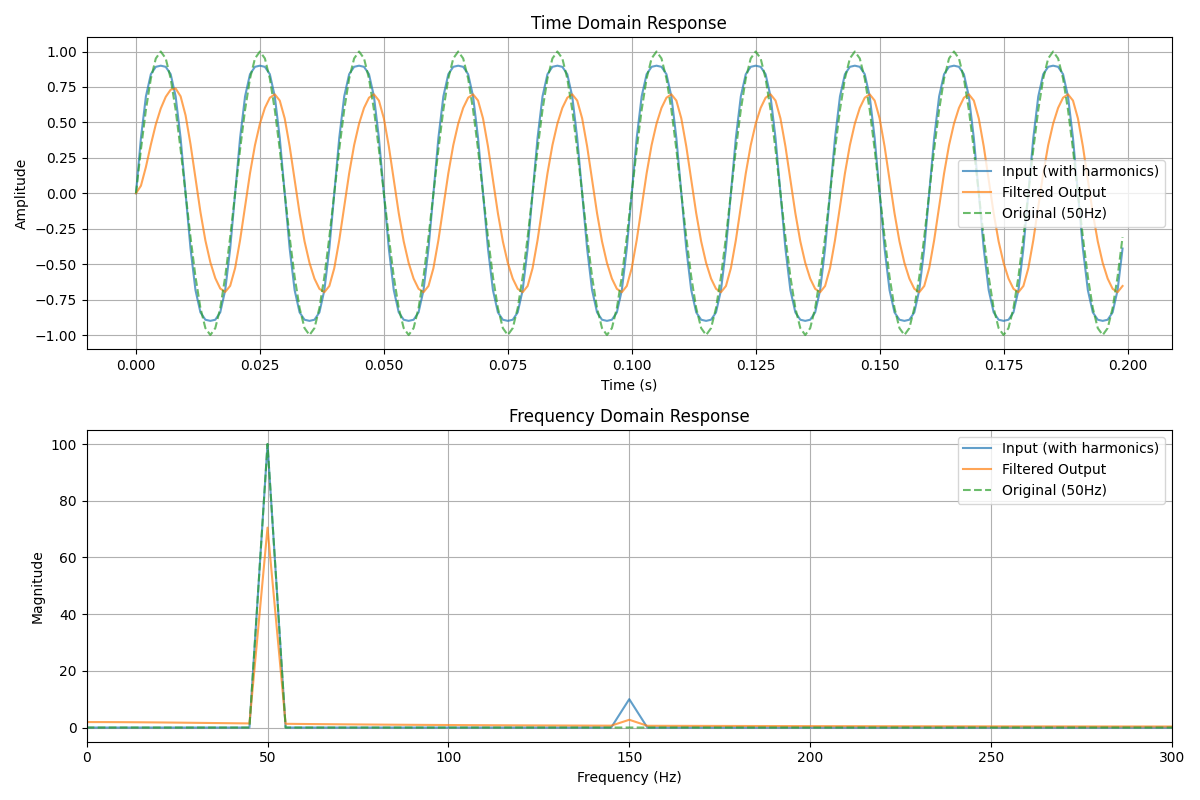 Time Domain Response
Amplitude
1.00
0.75
0.50
0.25
0.00
−0.25
−0.50
−0.75
−1.00
Input (with harmonics)
Filtered Output
Original (50Hz)
0.000 0.025 0.050 0.075 0.100 0.125 0.150 0.175 0.200
Time (s)
Frequency Domain Response
Magnitude
100
80
60
40
20
0
Input (with harmonics)
Filtered Output
Original (50Hz)
0 50 100 150 200 250 300
Frequency (Hz)